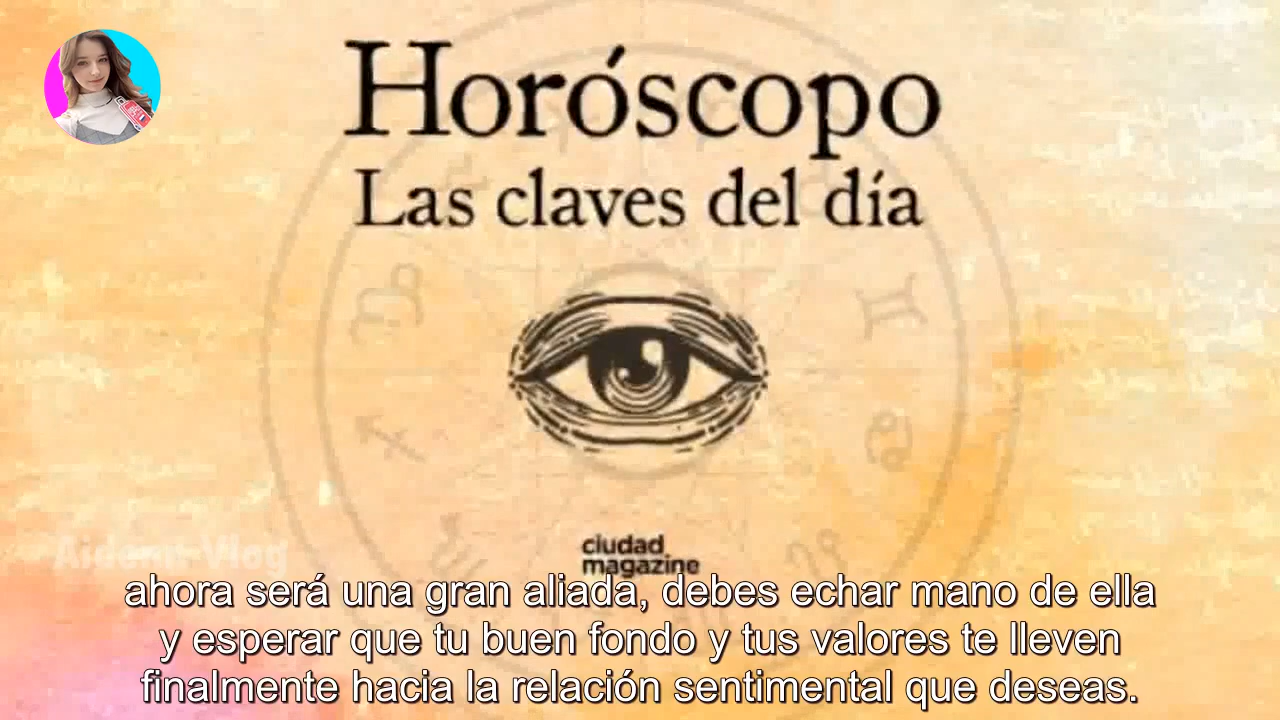 Horóscopo
Las claves del día
ciudad
magazine
ahora será una gran aliada, debes echar mano de ella
y esperar que tu buen fondo y tus valores te lleven
finalmente hacia la relación sentimental que deseas.